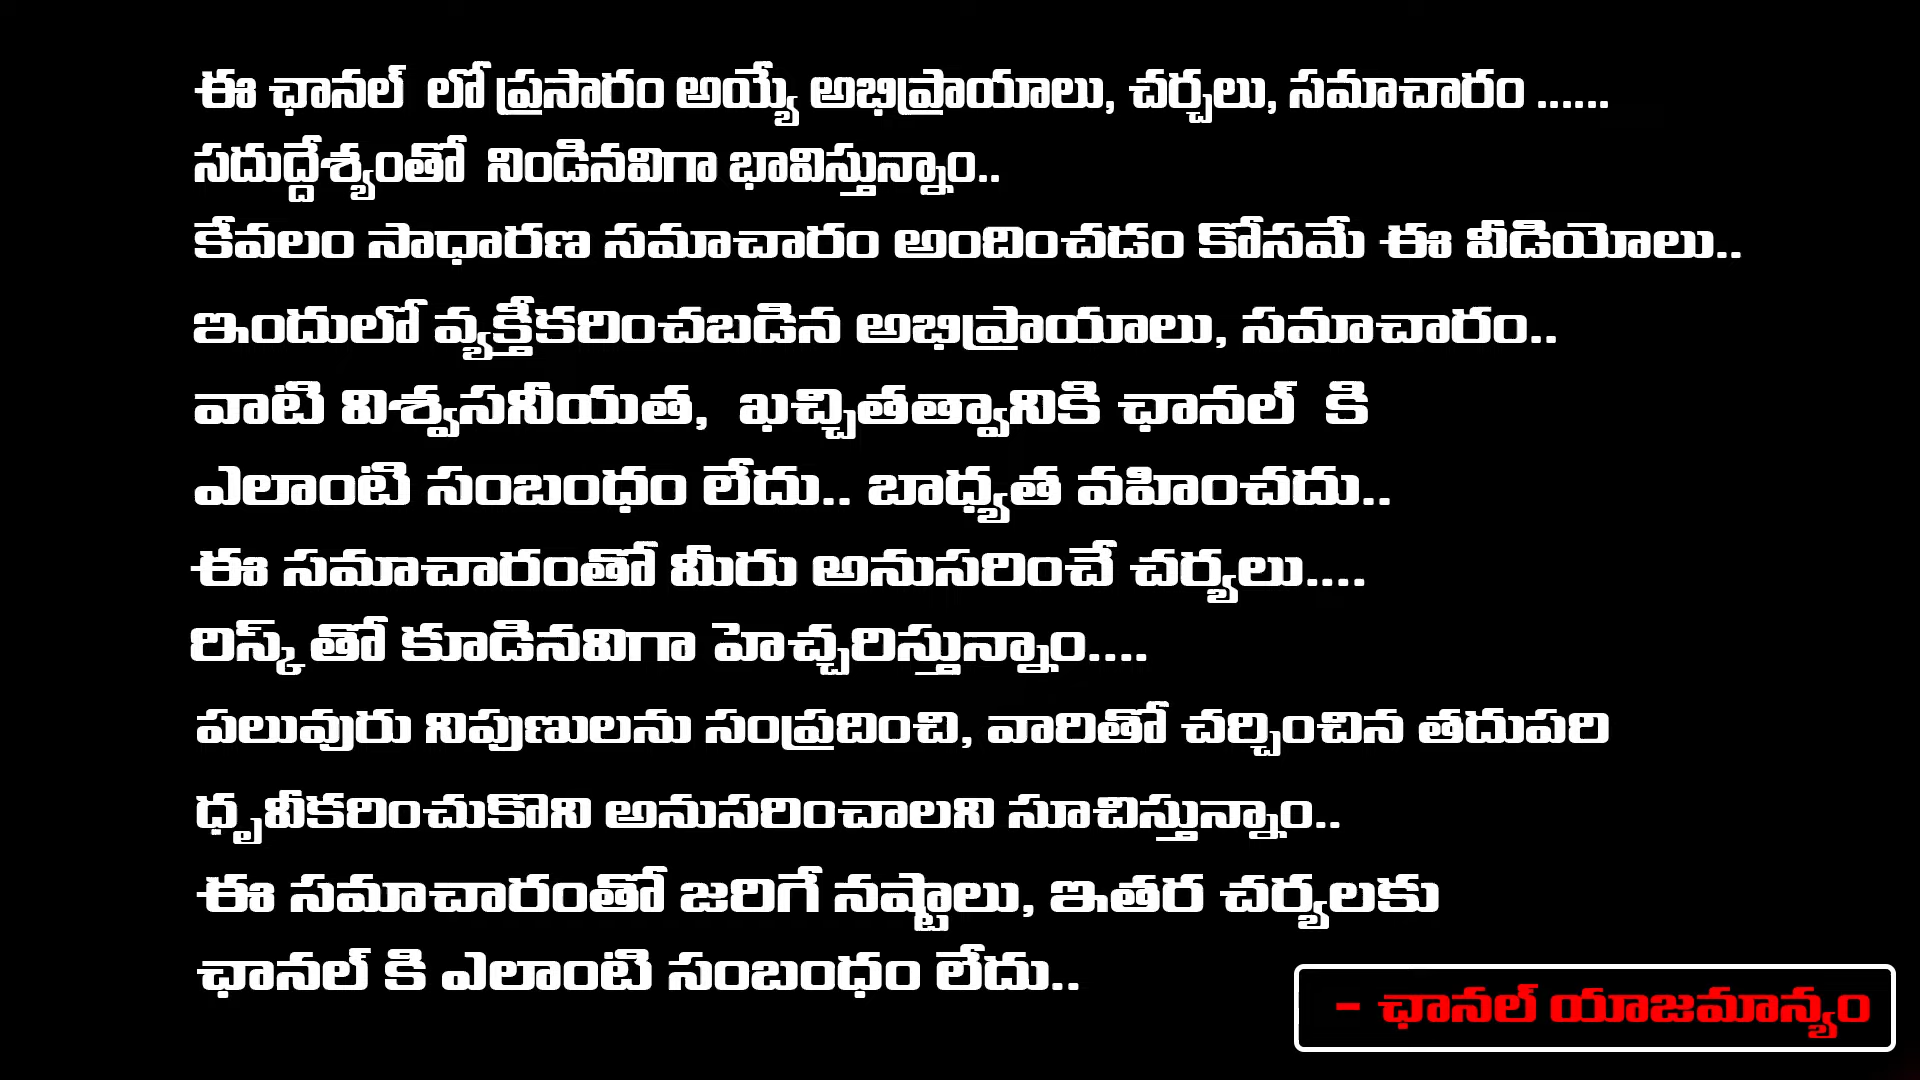 ఈ ఛానల్ లో ప్రసారం అయ్యే అభిప్రాయాలు, చర్చలు, సమాచారం ......
సదుద్దేశ్యంతో నిండినవిగా భావిస్తున్నాం..
కేవలం సాధారణ సమాచారం అందించడం కోసమే ఈ వీడియోలు..
ఇందులో వ్యక్తీకరించబడిన అభిప్రాయాలు, సమాచారం..
వాటి విశ్వసనీయత, ఖచ్చితత్వానికి ఛానల్ కి
ఎలాంటి సంబంధం లేదు.. బాధ్యత వహించదు..
ఈ సమాచారంతో మీరు అనుసరించే చర్యలు....
రిస్క్ తో కూడినవిగా హెచ్చరిస్తున్నాం....
పలువురు నిపుణులను సంప్రదించి, వారితో చర్చించిన తదుపరి
ధృవీకరించుకొని అనుసరించాలని సూచిస్తున్నాం..
ఈ సమాచారంతో జరిగే నష్టాలు, ఇతర చర్యలకు
ఛానల్ కి ఎలాంటి సంబంధం లేదు..
- ఛానల్ యాజమాన్యం